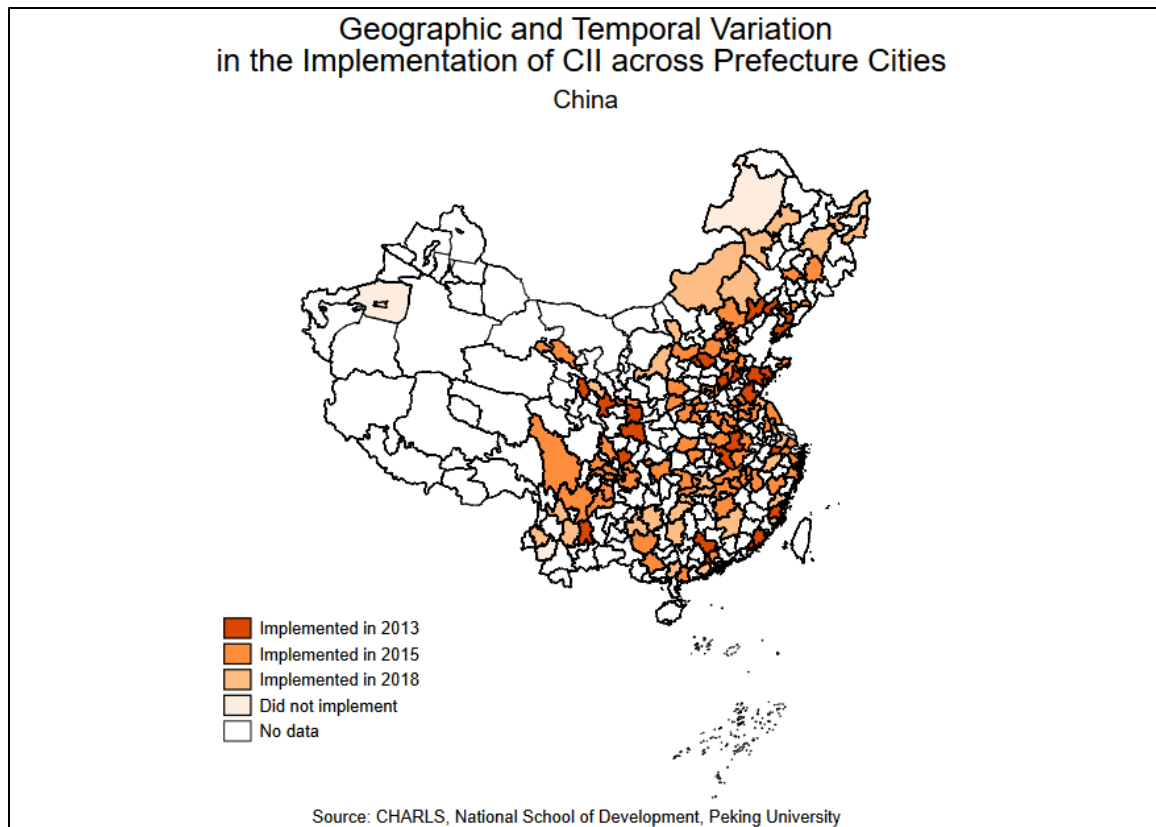 Geographic and Temporal Variation
in the Implementation of CII across Prefecture Cities
China
Implemented in 2013
Implemented in 2015
Implemented in 2018
Did not implement
No data
Source: CHARLS, National School of Development, Peking University